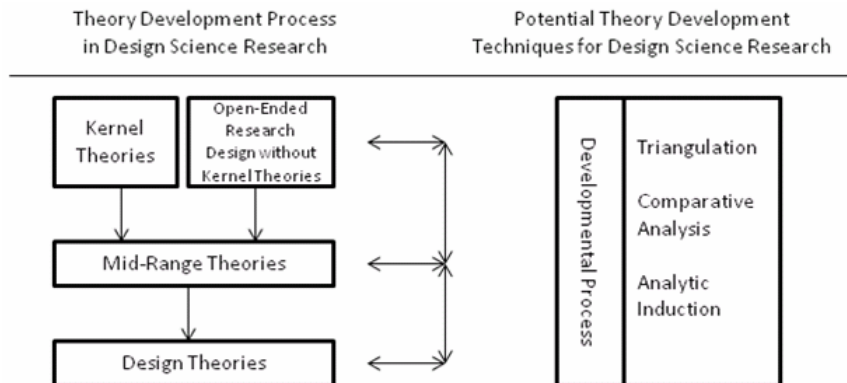 Theory Development Process
in Design Science Research
Potential Theory Development
Techniques for Design Science Research
Kernel
Theories
Open-Ended
Research
Design without
Kernel Theories
Mid-Range Theories
Design Theories
Developmental Process
Triangulation
Comparative
Analysis
Analytic
Induction